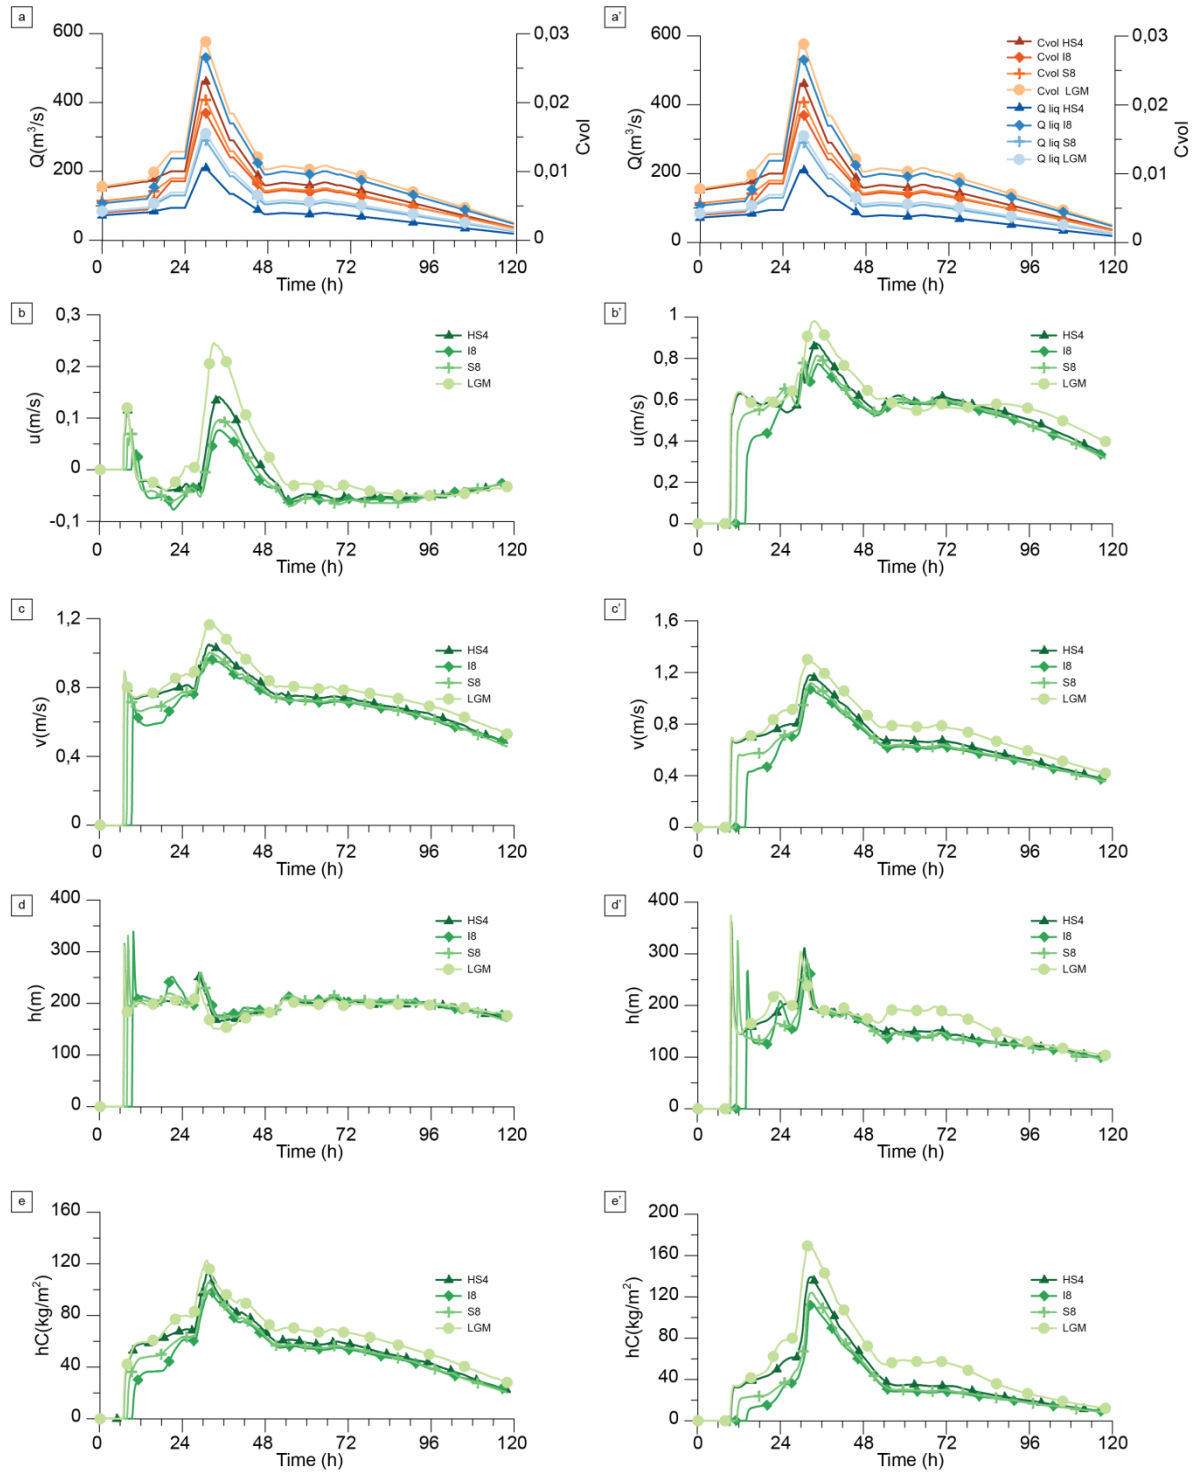 a
600
400
200
0
Q(m³/s)
0,03
0,02
0,01
0
Cvol
0 24 48 72 96 120
Time (h)
a'
600
400
200
0
Q(m³/s)
0,03
0,02
0,01
0
Cvol
Cvol HS4
Cvol I8
Cvol S8
Cvol LGM
Q liq HS4
Q liq I8
Q liq S8
Q liq LGM
0 24 48 72 96 120
Time (h)
b
0,3
0,2
0,1
0
-0,1
u(m/s)
HS4
I8
S8
LGM
0 24 48 72 96 120
Time (h)
b'
1
0,8
0,6
0,4
0,2
0
u(m/s)
HS4
I8
S8
LGM
0 24 48 72 96 120
Time (h)
c
1,2
0,8
0,4
0
v(m/s)
HS4
I8
S8
LGM
0 24 48 72 96 120
Time (h)
c'
1,6
1,2
0,8
0,4
0
v(m/s)
HS4
I8
S8
LGM
0 24 48 72 96 120
Time (h)
d
400
300
200
100
0
h(m)
HS4
I8
S8
LGM
0 24 48 72 96 120
Time (h)
d'
400
300
200
100
0
h(m)
HS4
I8
S8
LGM
0 24 48 72 96 120
Time (h)
e
160
120
80
40
0
hC(kg/m²)
HS4
I8
S8
LGM
0 24 48 72 96 120
Time (h)
e'
200
160
120
80
40
0
hC(kg/m²)
HS4
I8
S8
LGM
0 24 48 72 96 120
Time (h)